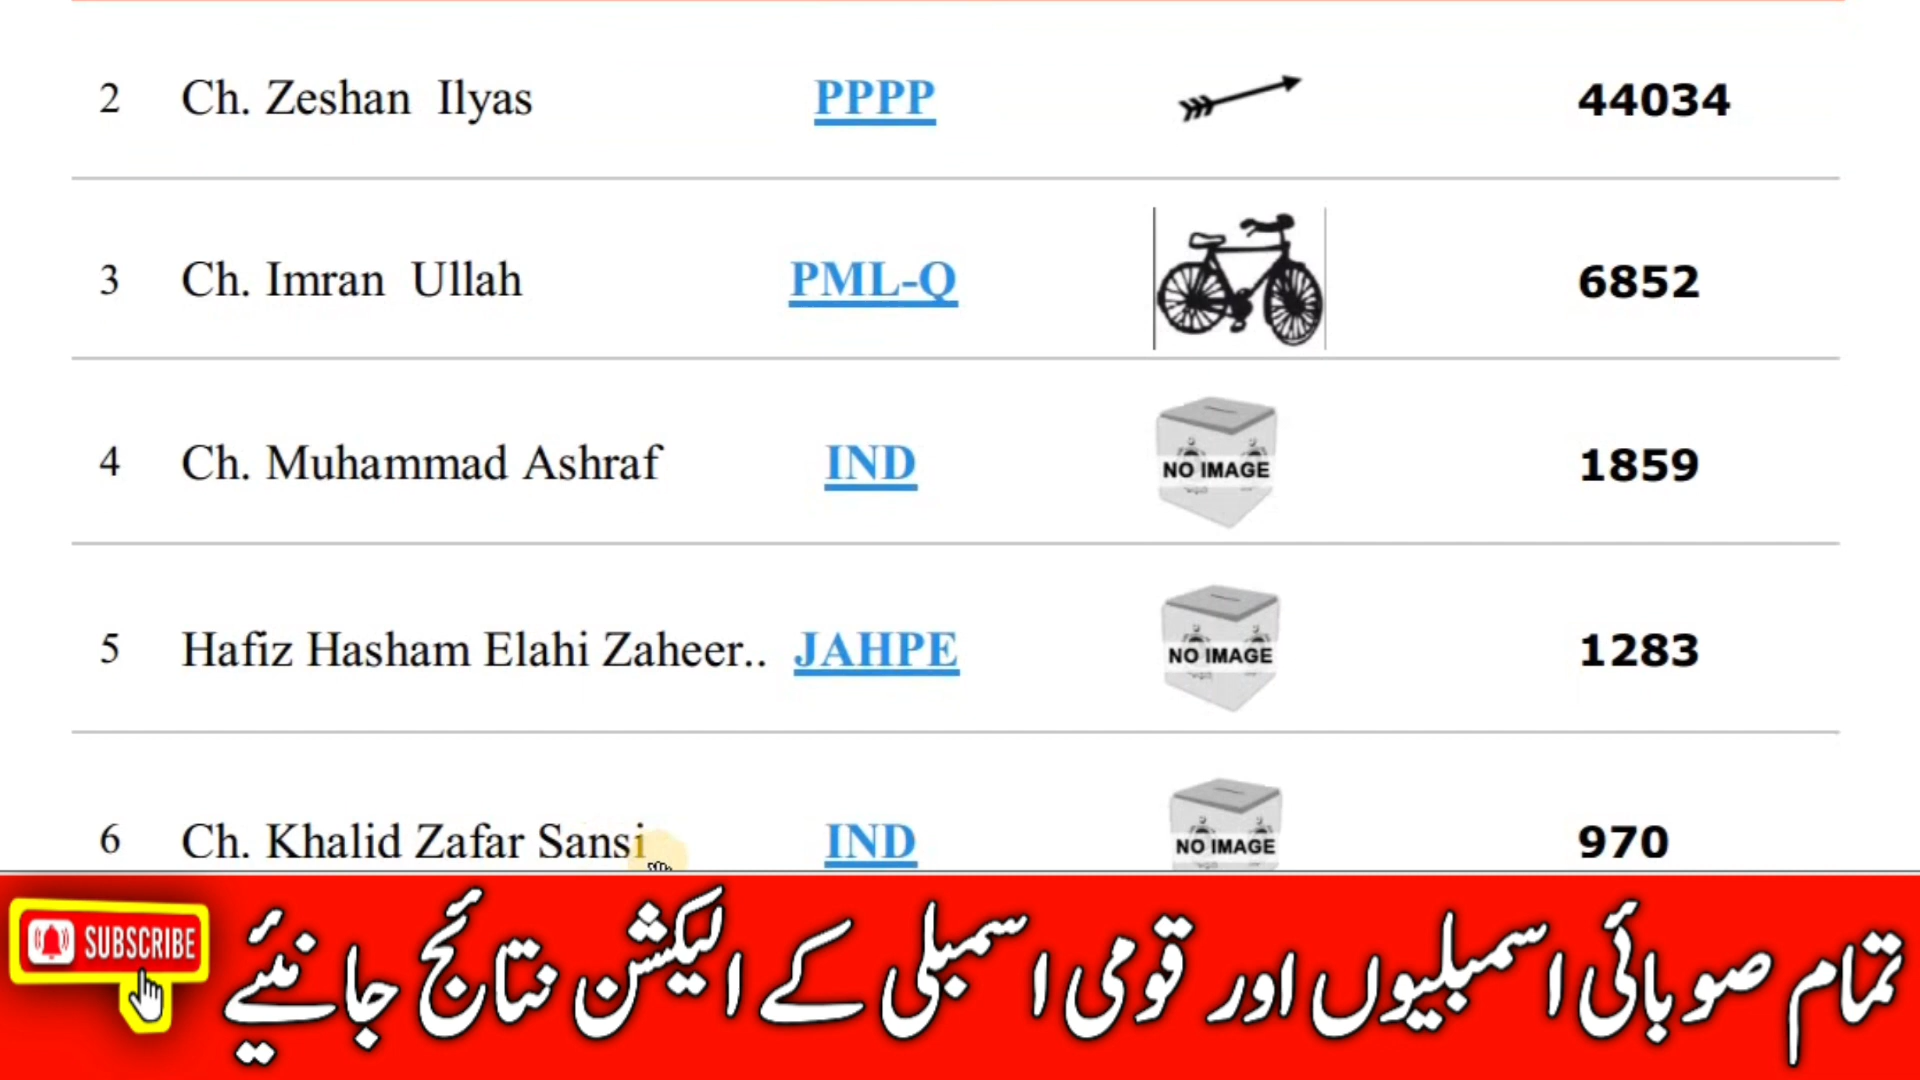 2 Ch. Zeshan Ilyas PPPP 44034
3 Ch. Imran Ullah PML-Q 6852
4 Ch. Muhammad Ashraf IND NO IMAGE 1859
5 Hafiz Hasham Elahi Zaheer.. JAHPE NO IMAGE 1283
6 Ch. Khalid Zafar Sansi IND NO IMAGE 970
تمام صوبائی اسمبلیوں اور قومی اسمبلی کے الیکشن نتائج جانئیے
SUBSCRIBE